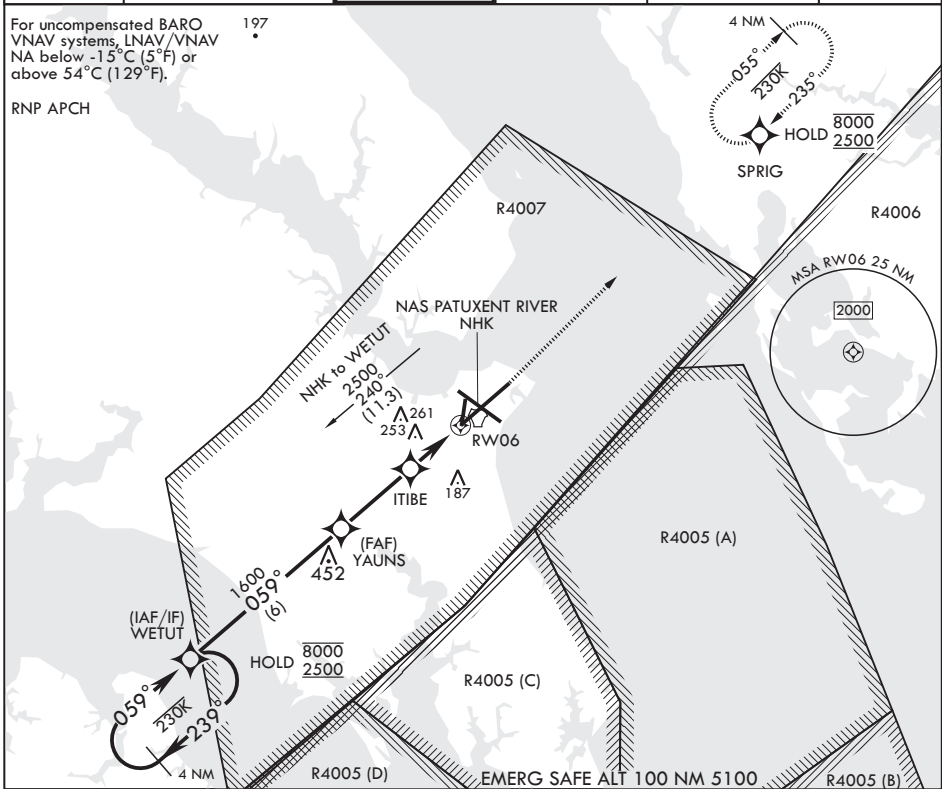 For uncompensated BARO
VNAV systems, LNAV/VNAV
NA below -15°C (5°F) or
above 54°C (129°F).
RNP APCH
197
4 NM
055°
230K
235°
HOLD
8000
2500
SPRIG
R4007
R4006
MSA RW06 25 NM
2000
NAS PATUXENT RIVER
NHK
NHK to WETUT
2500
240°
(11.3)
261
253
RW06
ITIBE
187
(FAF)
YAUNS
452
R4005 (A)
1600
059°
(6)
(IAF/IF)
WETUT
HOLD
8000
2500
R4005 (C)
059°
230K
239°
4 NM
R4005 (D)
EMERG SAFE ALT 100 NM 5100
R4005 (B)